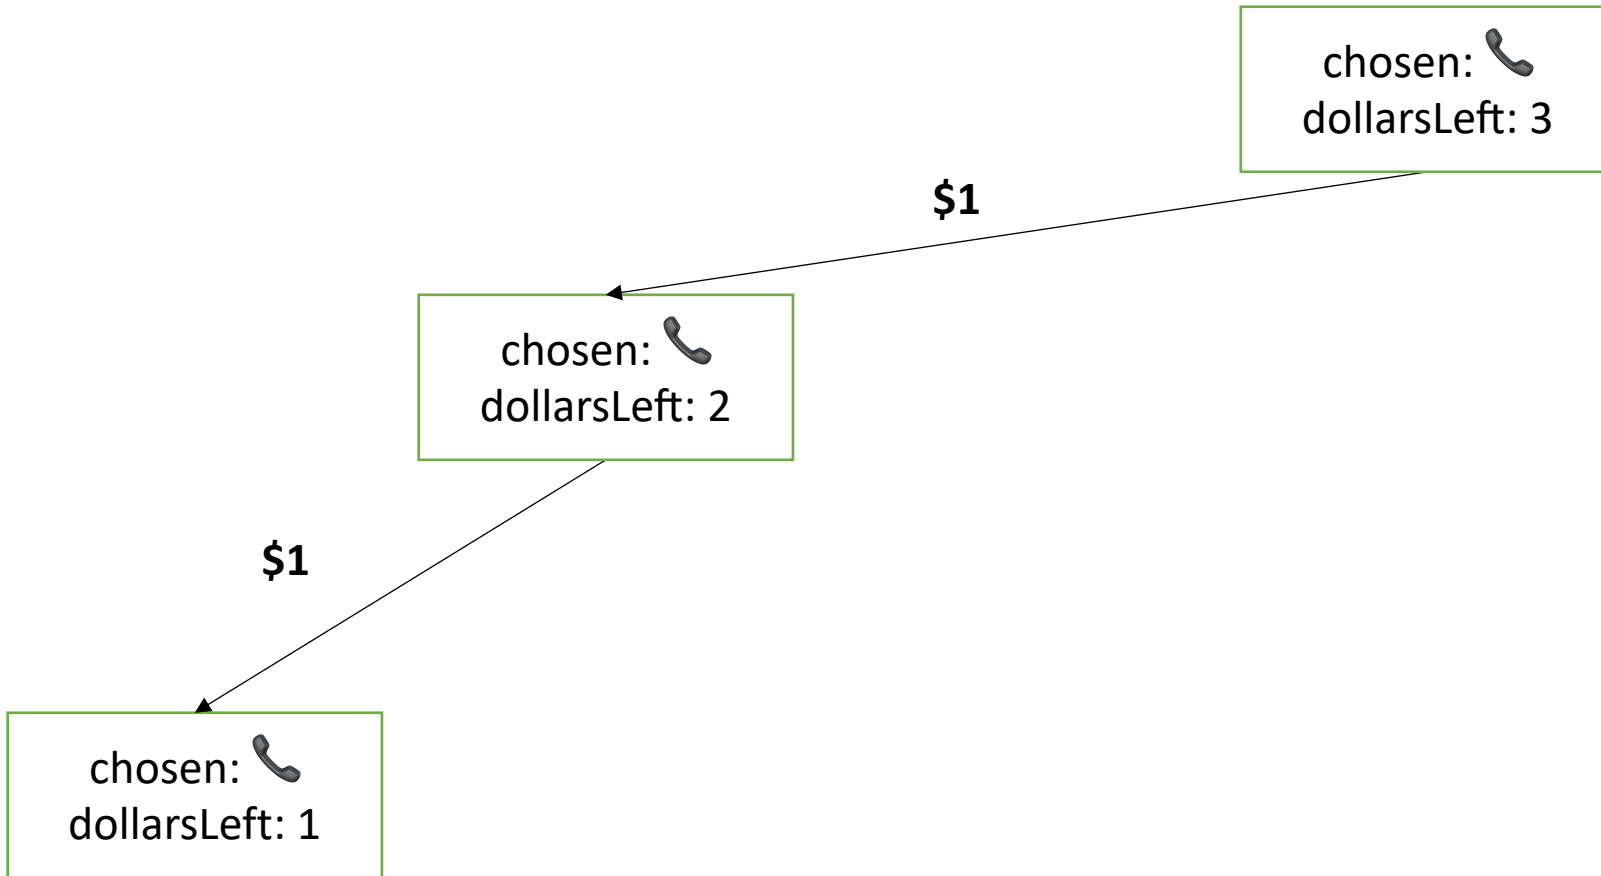 chosen: 📞
dollarsLeft: 3
$1
chosen: 📞
dollarsLeft: 2
$1
chosen: 📞
dollarsLeft: 1